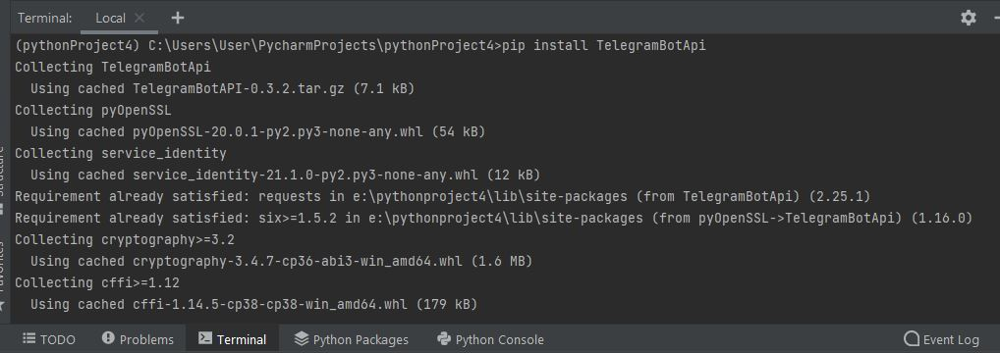 Terminal: Local
(pythonProject4) C:\Users\User\PycharmProjects\pythonProject4>pip install TelegramBotApi
Collecting TelegramBotApi
  Using cached TelegramBotAPI-0.3.2.tar.gz (7.1 kB)
Collecting pyOpenSSL
  Using cached pyOpenSSL-20.0.1-py2.py3-none-any.whl (54 kB)
Collecting service_identity
  Using cached service_identity-21.1.0-py2.py3-none-any.whl (12 kB)
Requirement already satisfied: requests in e:\pythonproject4\lib\site-packages (from TelegramBotApi) (2.25.1)
Requirement already satisfied: six>=1.5.2 in e:\pythonproject4\lib\site-packages (from pyOpenSSL->TelegramBotApi) (1.16.0)
Collecting cryptography>=3.2
  Using cached cryptography-3.4.7-cp36-abi3-win_amd64.whl (1.6 MB)
Collecting cffi>=1.12
  Using cached cffi-1.14.5-cp38-cp38-win_amd64.whl (179 kB)
TODO Problems Terminal Python Packages Python Console Event Log